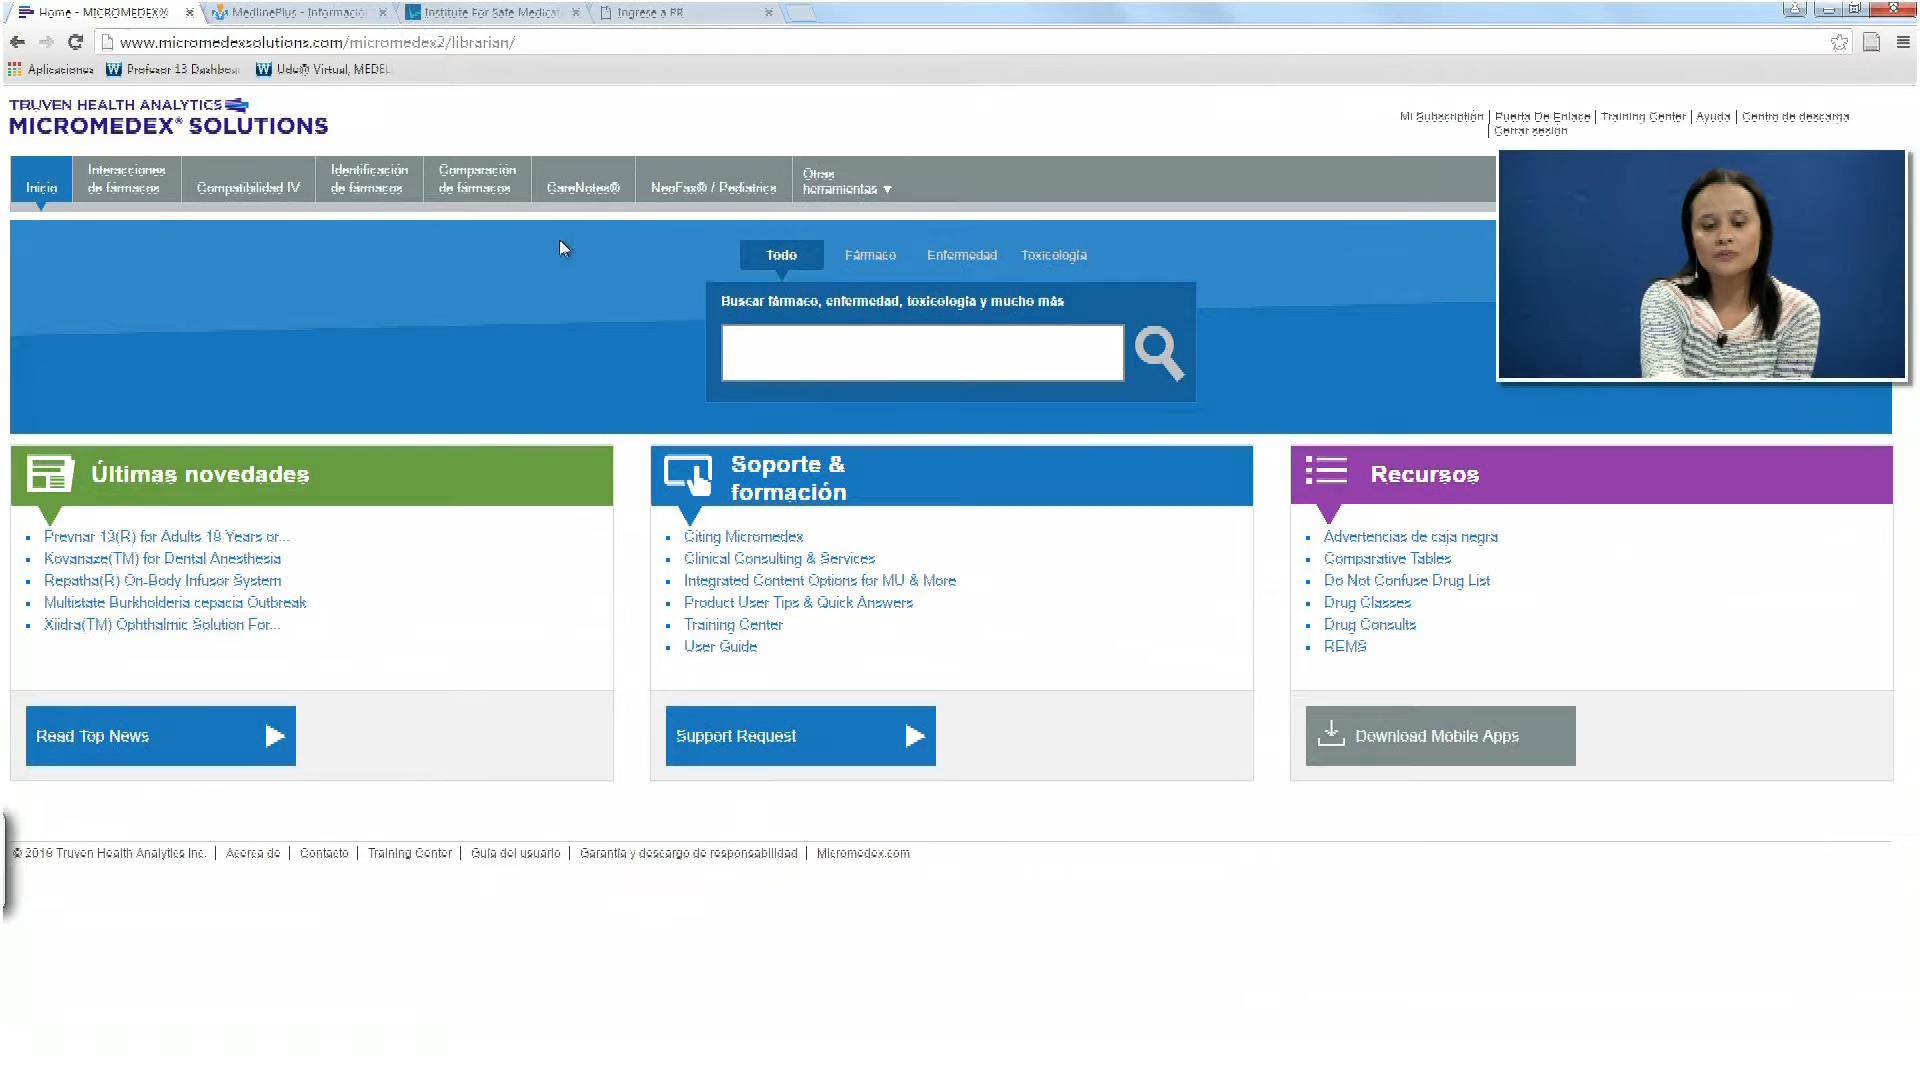 Home - MICROMEDEX®
MedlinePlus - Informació
Institute For Safe Medicat
Ingrese a PR
www.micromedexsolutions.com/micromedex2/librarian/
Aplicaciones
Profesor 13 Dashboa
Ude@ Virtual, MEDEL
TRUVEN HEALTH ANALYTICS
MICROMEDEX® SOLUTIONS
Mi Subscription | Puerta De Enlace | Training Center | Ayuda | Centro de descarga
| Cerrar sesión
Inicio
Interacciones
de fármacos
Compatibilidad IV
Identificación
de fármacos
Comparación
de fármacos
CareNotes®
NeoFax® / Pediatrics
Otras
herramientas ▼
Todo
Fármaco
Enfermedad
Toxicología
Buscar fármaco, enfermedad, toxicología y mucho más
Últimas novedades
Prevnar 13(R) for Adults 18 Years or...
Kovanaze(TM) for Dental Anesthesia
Repatha(R) On-Body Infusor System
Multistate Burkholderia cepacia Outbreak
Xiidra(TM) Ophthalmic Solution For...
Read Top News
Soporte &
formación
Citing Micromedex
Clinical Consulting & Services
Integrated Content Options for MU & More
Product User Tips & Quick Answers
Training Center
User Guide
Support Request
Recursos
Advertencias de caja negra
Comparative Tables
Do Not Confuse Drug List
Drug Classes
Drug Consults
REMS
Download Mobile Apps
© 2016 Truven Health Analytics Inc. | Acerca de | Contacto | Training Center | Guía del usuario | Garantía y descargo de responsabilidad | Micromedex.com